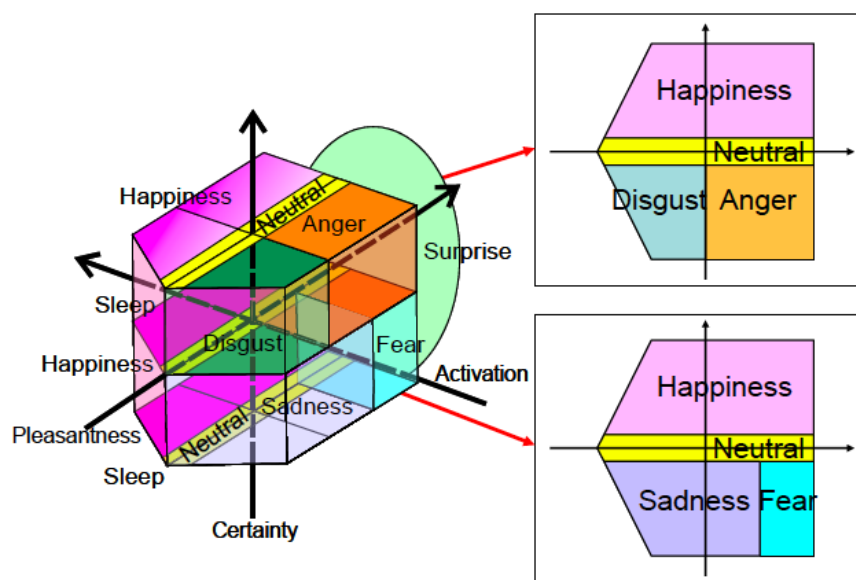 Happiness
Neutral
Anger
Surprise
Sleep
Disgust
Fear
Happiness
Activation
Sadness
Pleasantness
Neutral
Sleep
Certainty
Happiness
Neutral
Disgust Anger
Happiness
Neutral
Sadness Fear